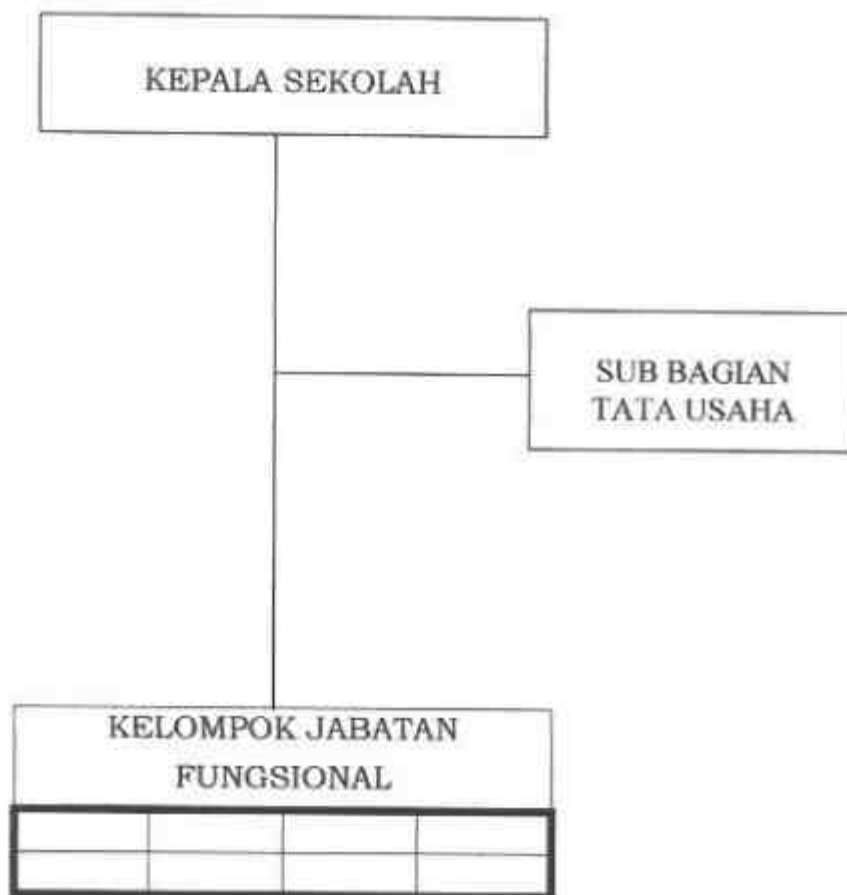 KEPALA SEKOLAH
SUB BAGIAN
TATA USAHA
KELOMPOK JABATAN
FUNGSIONAL